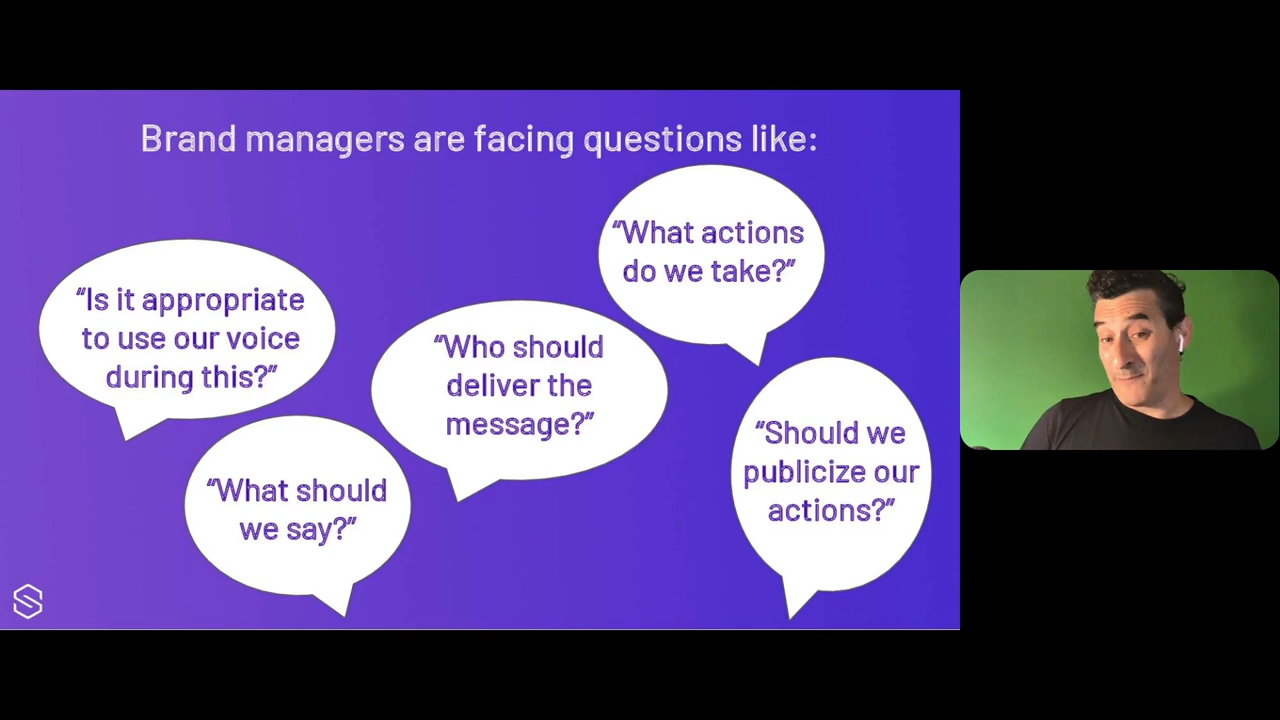 Brand managers are facing questions like:
“Is it appropriate
to use our voice
during this?”
“What should
we say?”
“Who should
deliver the
message?”
“What actions
do we take?”
“Should we
publicize our
actions?”